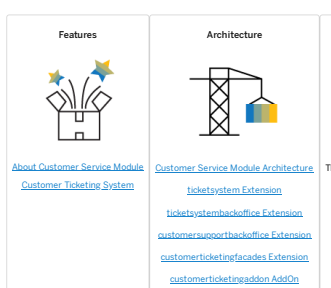 Features
About Customer Service Module
Customer Ticketing System
Architecture
Customer Service Module Architecture
ticketsystem Extension
ticketsystembackoffice Extension
customersupportbackoffice Extension
customerticketingfacades Extension
customerticketingaddon AddOn